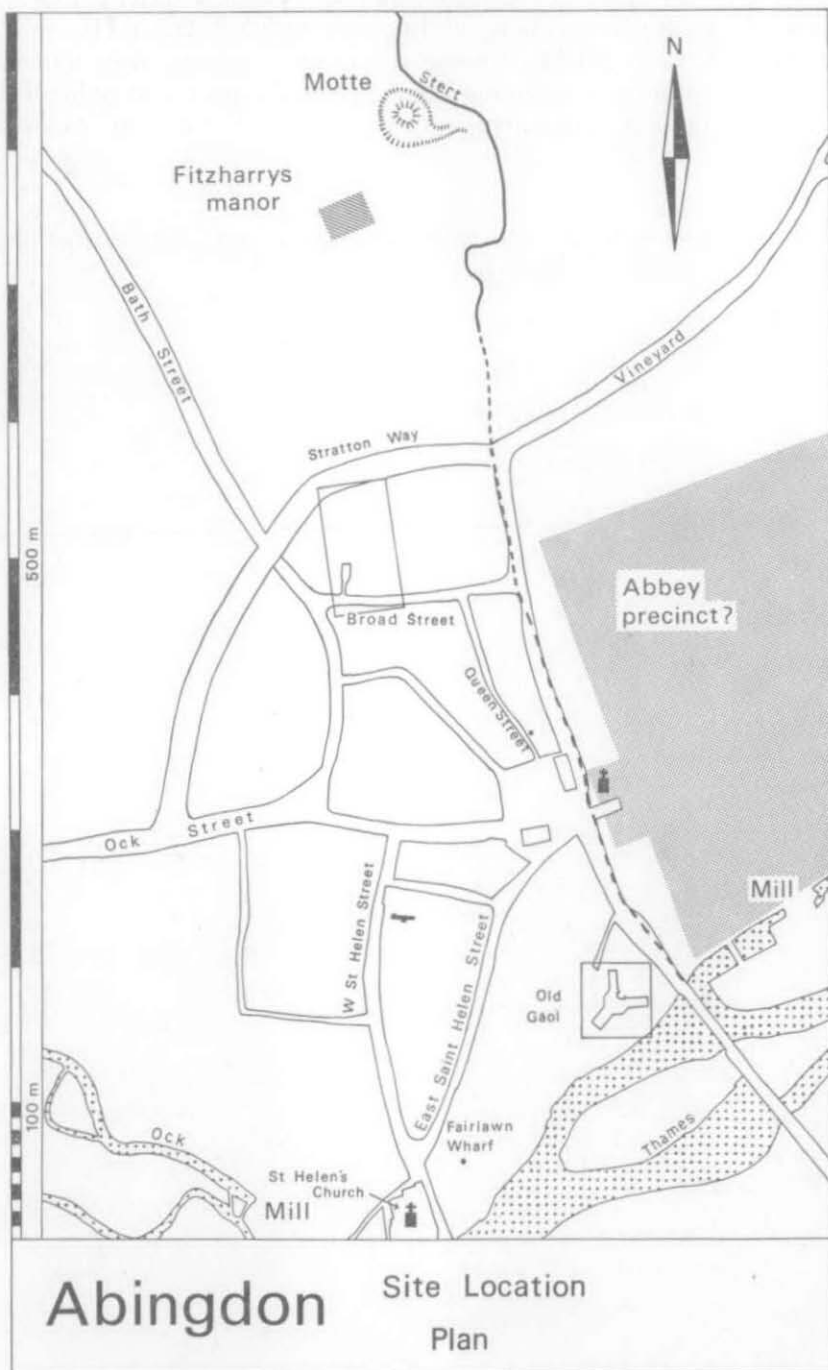 N
Motte
Stert
Fitzharrys
manor
Bath Street
Vineyard
Stratton Way
500 m
Abbey
precinct?
Broad Street
Queen Street
Ock Street
Mill
W St Helen Street
East Saint Helen Street
Old
Gaol
100 m
Ock
Fairlawn
Wharf
Thames
St Helen's
Church
Mill
Abingdon
Site Location
Plan